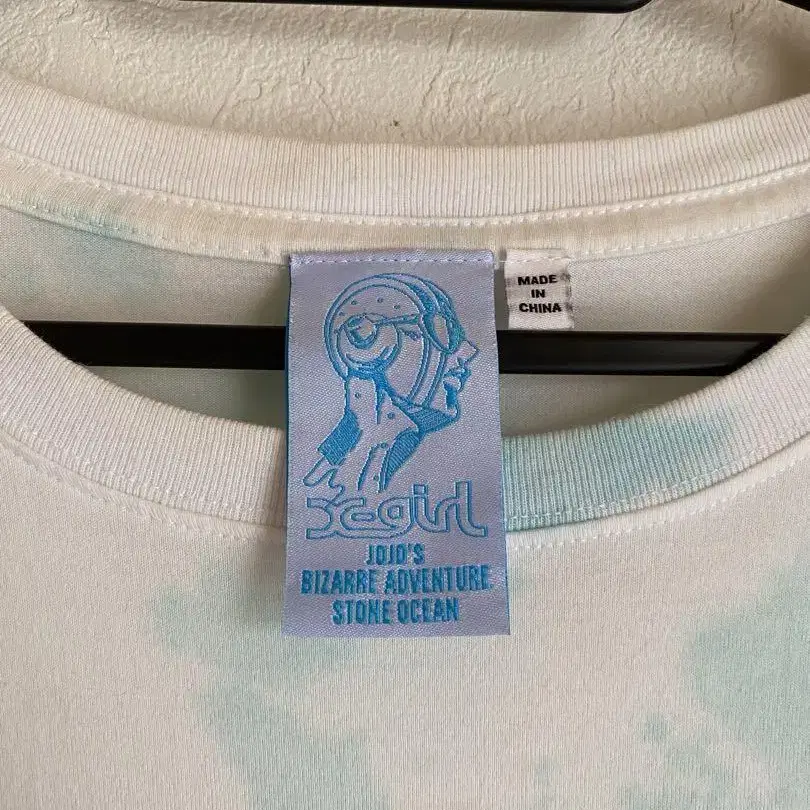 X-girl
JOJO'S
BIZARRE ADVENTURE
STONE OCEAN
MADE
IN
CHINA